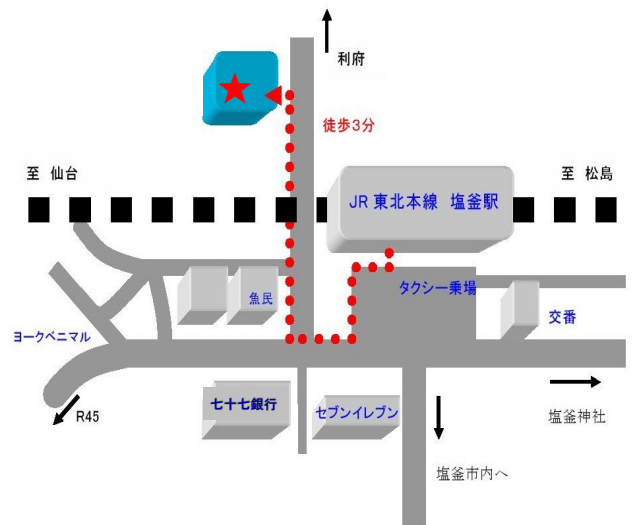 利府
徒歩3分
至 仙台
至 松島
JR 東北本線 塩釜駅
タクシー乗場
魚民
交番
ヨークベニマル
七十七銀行
セブンイレブン
R45
塩釜神社
塩釜市内へ